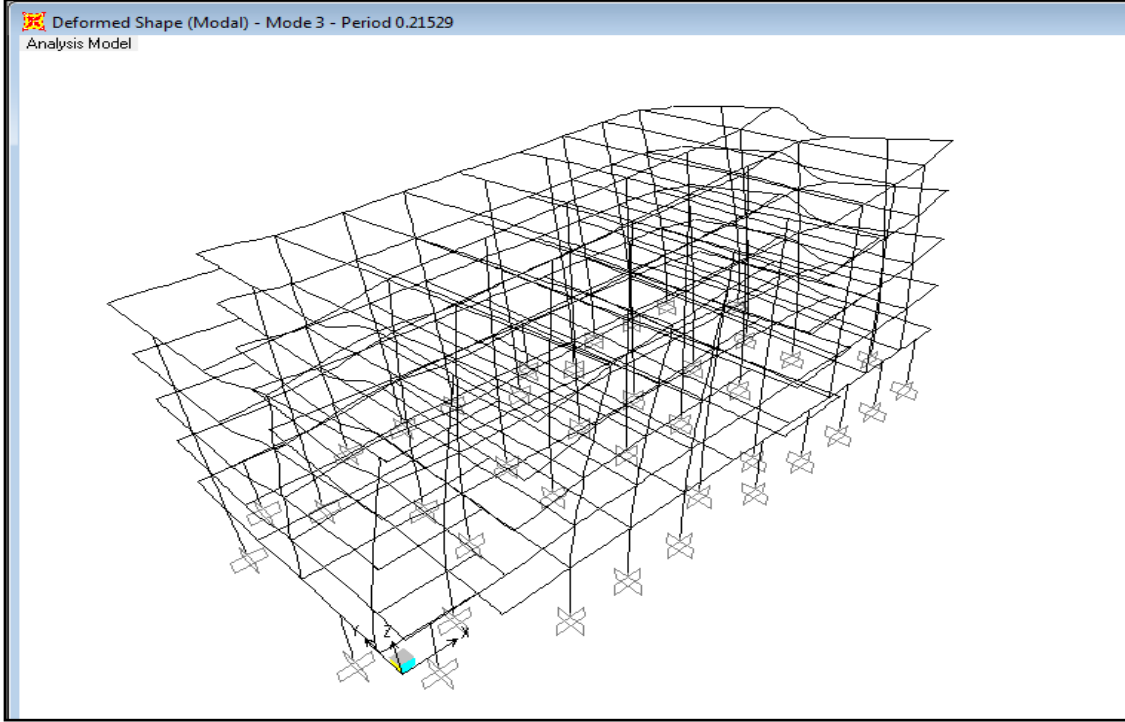 Deformed Shape (Modal) - Mode 3 - Period 0.21529
Analysis Model
Y Z X